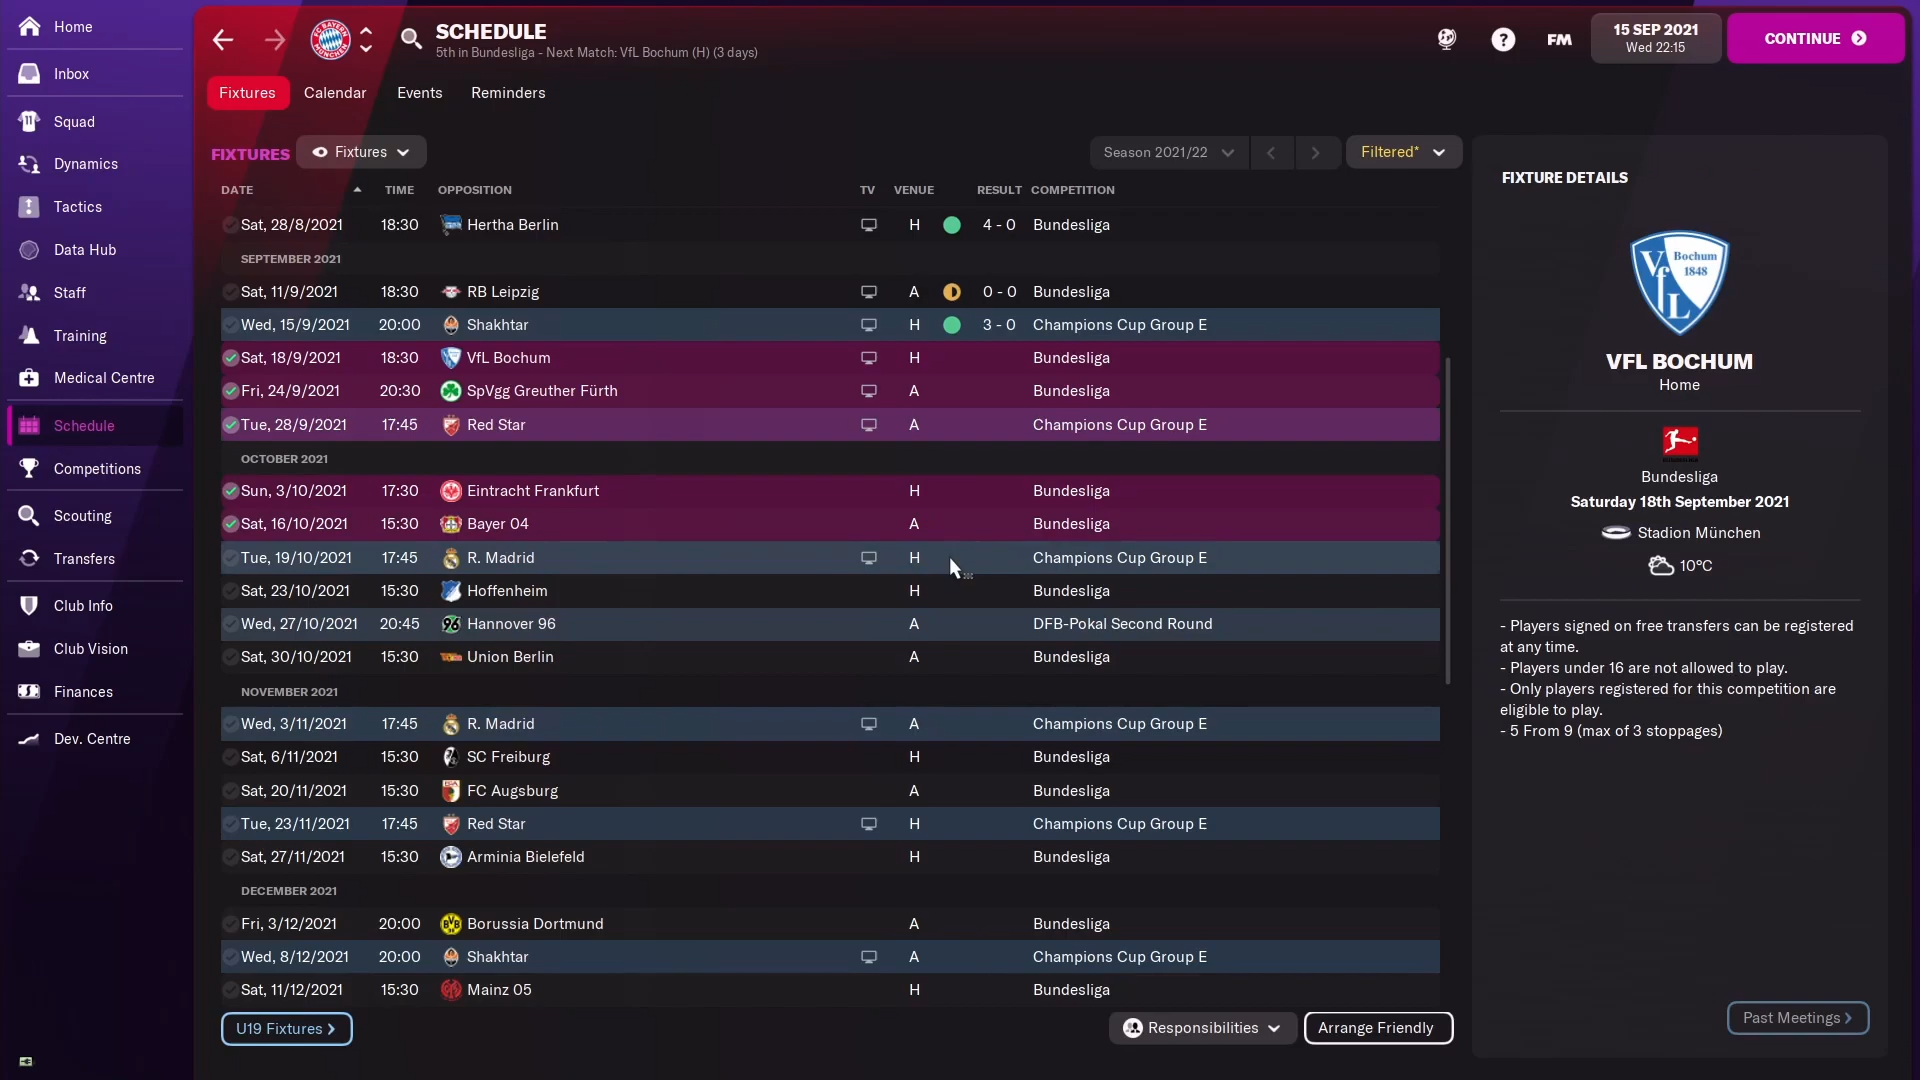 Home
Inbox
Squad
Dynamics
Tactics
Data Hub
Staff
Training
Medical Centre
Schedule
Competitions
Scouting
Transfers
Club Info
Club Vision
Finances
Dev. Centre
SCHEDULE
5th in Bundesliga - Next Match: VfL Bochum (H) (3 days)
FM
15 SEP 2021
Wed 22:15
CONTINUE
Fixtures Calendar Events Reminders
FIXTURES Fixtures Season 2021/22 Filtered*
DATE TIME OPPOSITION TV VENUE RESULT COMPETITION
Sat, 28/8/2021 18:30 Hertha Berlin H 4 - 0 Bundesliga
SEPTEMBER 2021
Sat, 11/9/2021 18:30 RB Leipzig A 0 - 0 Bundesliga
Wed, 15/9/2021 20:00 Shakhtar H 3 - 0 Champions Cup Group E
Sat, 18/9/2021 18:30 VfL Bochum H Bundesliga
Fri, 24/9/2021 20:30 SpVgg Greuther Fürth A Bundesliga
Tue, 28/9/2021 17:45 Red Star A Champions Cup Group E
OCTOBER 2021
Sun, 3/10/2021 17:30 Eintracht Frankfurt H Bundesliga
Sat, 16/10/2021 15:30 Bayer 04 A Bundesliga
Tue, 19/10/2021 17:45 R. Madrid H Champions Cup Group E
Sat, 23/10/2021 15:30 Hoffenheim H Bundesliga
Wed, 27/10/2021 20:45 Hannover 96 A DFB-Pokal Second Round
Sat, 30/10/2021 15:30 Union Berlin A Bundesliga
NOVEMBER 2021
Wed, 3/11/2021 17:45 R. Madrid A Champions Cup Group E
Sat, 6/11/2021 15:30 SC Freiburg H Bundesliga
Sat, 20/11/2021 15:30 FC Augsburg A Bundesliga
Tue, 23/11/2021 17:45 Red Star H Champions Cup Group E
Sat, 27/11/2021 15:30 Arminia Bielefeld H Bundesliga
DECEMBER 2021
Fri, 3/12/2021 20:00 Borussia Dortmund A Bundesliga
Wed, 8/12/2021 20:00 Shakhtar A Champions Cup Group E
Sat, 11/12/2021 15:30 Mainz 05 H Bundesliga
U19 Fixtures Responsibilities Arrange Friendly
FIXTURE DETAILS
VfL Bochum
1848
VFL BOCHUM
Home
Bundesliga
Saturday 18th September 2021
Stadion München
10°C
- Players signed on free transfers can be registered
at any time.
- Players under 16 are not allowed to play.
- Only players registered for this competition are
eligible to play.
- 5 From 9 (max of 3 stoppages)
Past Meetings